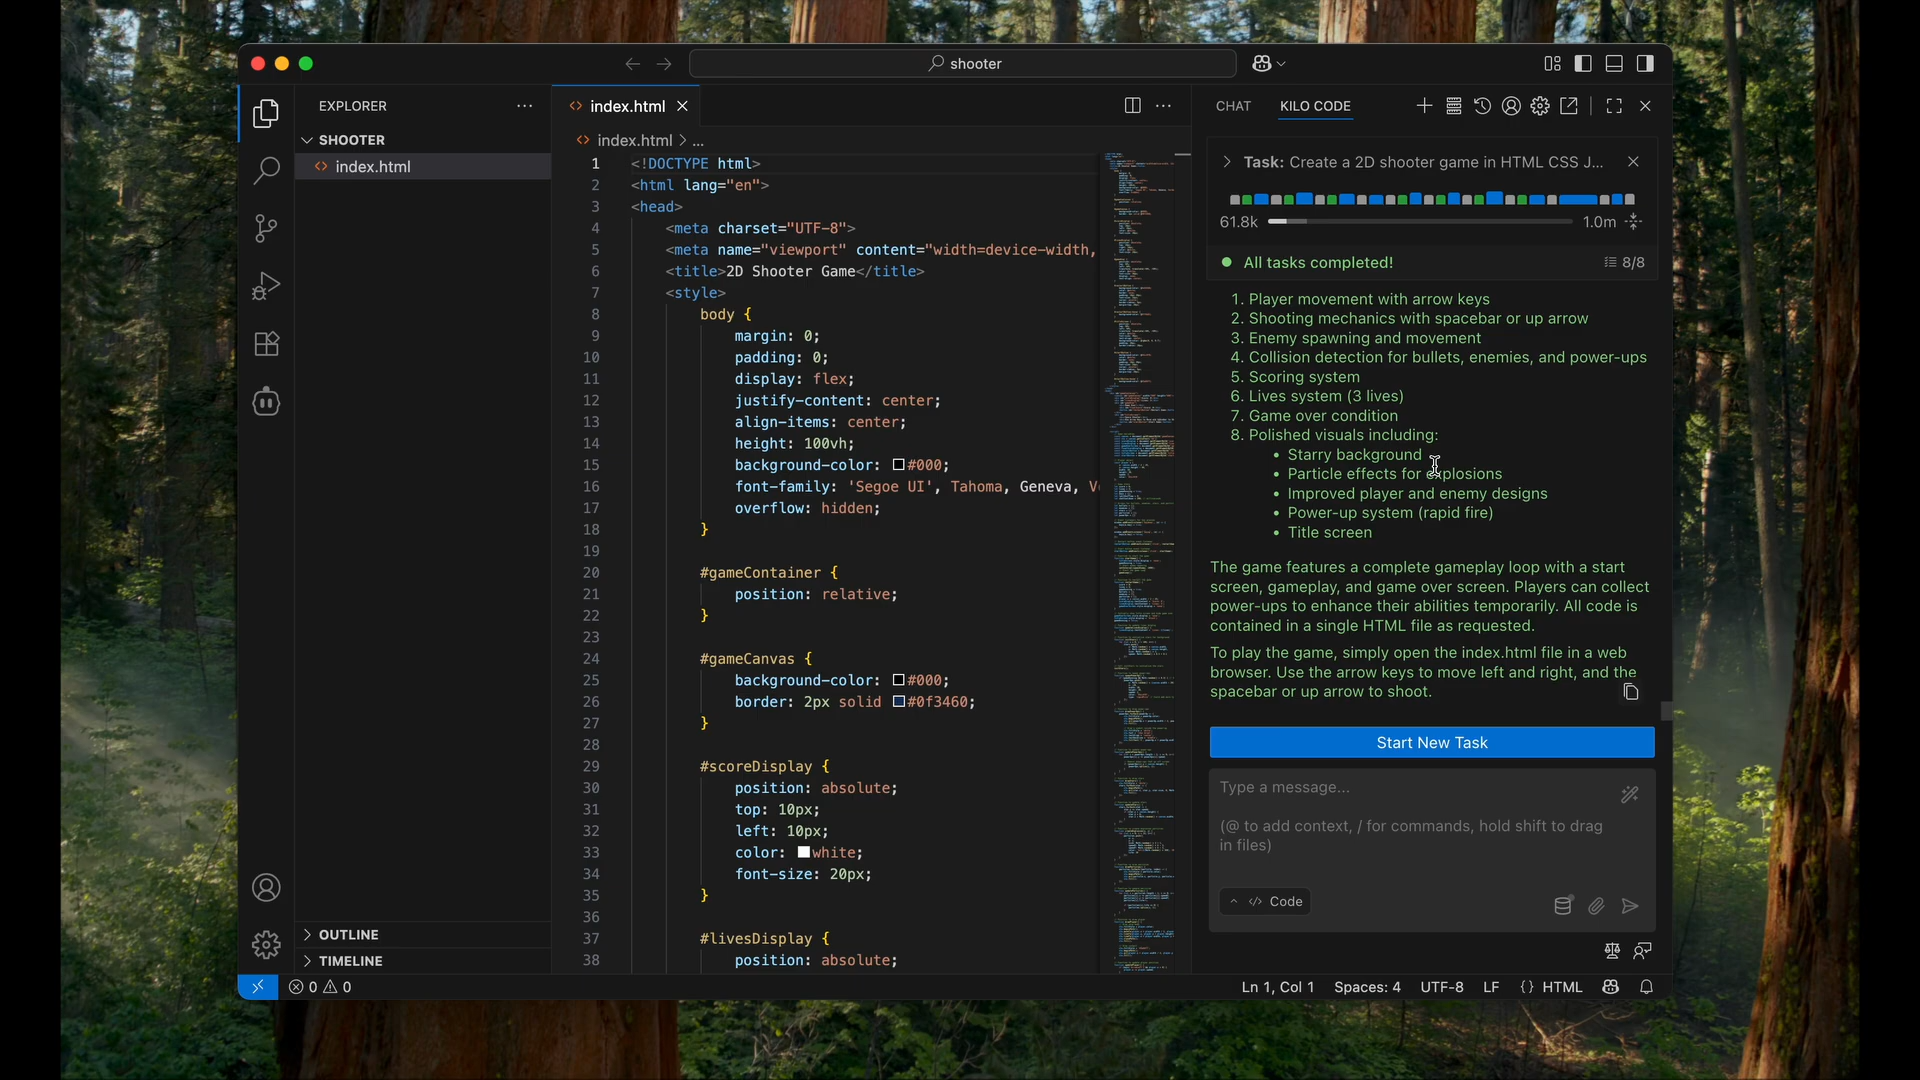 shooter
EXPLORER
SHOOTER
index.html
OUTLINE
TIMELINE
index.html
index.html > ...
1 <!DOCTYPE html>
2 <html lang="en">
3 <head>
4 <meta charset="UTF-8">
5 <meta name="viewport" content="width=device-width,
6 <title>2D Shooter Game</title>
7 <style>
8 body {
9 margin: 0;
10 padding: 0;
11 display: flex;
12 justify-content: center;
13 align-items: center;
14 height: 100vh;
15 background-color: #000;
16 font-family: 'Segoe UI', Tahoma, Geneva, V
17 overflow: hidden;
18 }
19
20 #gameContainer {
21 position: relative;
22 }
23
24 #gameCanvas {
25 background-color: #000;
26 border: 2px solid #0f3460;
27 }
28
29 #scoreDisplay {
30 position: absolute;
31 top: 10px;
32 left: 10px;
33 color: white;
34 font-size: 20px;
35 }
36
37 #livesDisplay {
38 position: absolute;
CHAT KILO CODE
Task: Create a 2D shooter game in HTML CSS J...
61.8k 1.0m
All tasks completed! 8/8
1. Player movement with arrow keys
2. Shooting mechanics with spacebar or up arrow
3. Enemy spawning and movement
4. Collision detection for bullets, enemies, and power-ups
5. Scoring system
6. Lives system (3 lives)
7. Game over condition
8. Polished visuals including:
• Starry background
• Particle effects for explosions
• Improved player and enemy designs
• Power-up system (rapid fire)
• Title screen
The game features a complete gameplay loop with a start
screen, gameplay, and game over screen. Players can collect
power-ups to enhance their abilities temporarily. All code is
contained in a single HTML file as requested.
To play the game, simply open the index.html file in a web
browser. Use the arrow keys to move left and right, and the
spacebar or up arrow to shoot.
Start New Task
Type a message...
(@ to add context, / for commands, hold shift to drag
in files)
Code
0 0
Ln 1, Col 1 Spaces: 4 UTF-8 LF {} HTML